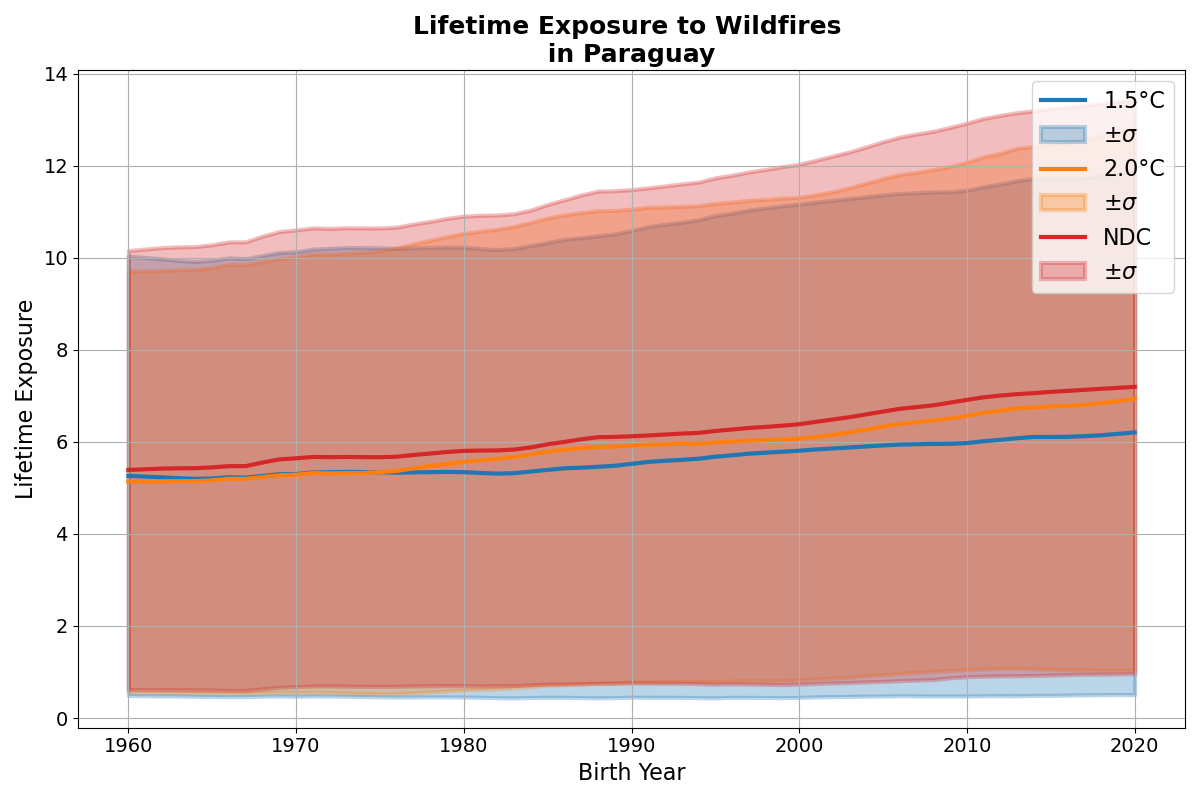 Lifetime Exposure to Wildfires
in Paraguay
14
12
10
8
6
4
2
0
Lifetime Exposure
1.5°C
±σ
2.0°C
±σ
NDC
±σ
1960 1970 1980 1990 2000 2010 2020
Birth Year